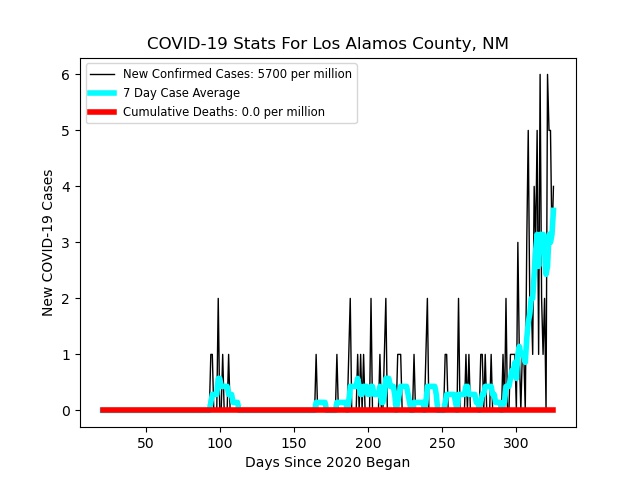 COVID-19 Stats For Los Alamos County, NM
New Confirmed Cases: 5700 per million
7 Day Case Average
Cumulative Deaths: 0.0 per million
New COVID-19 Cases
6
5
4
3
2
1
0
50 100 150 200 250 300
Days Since 2020 Began